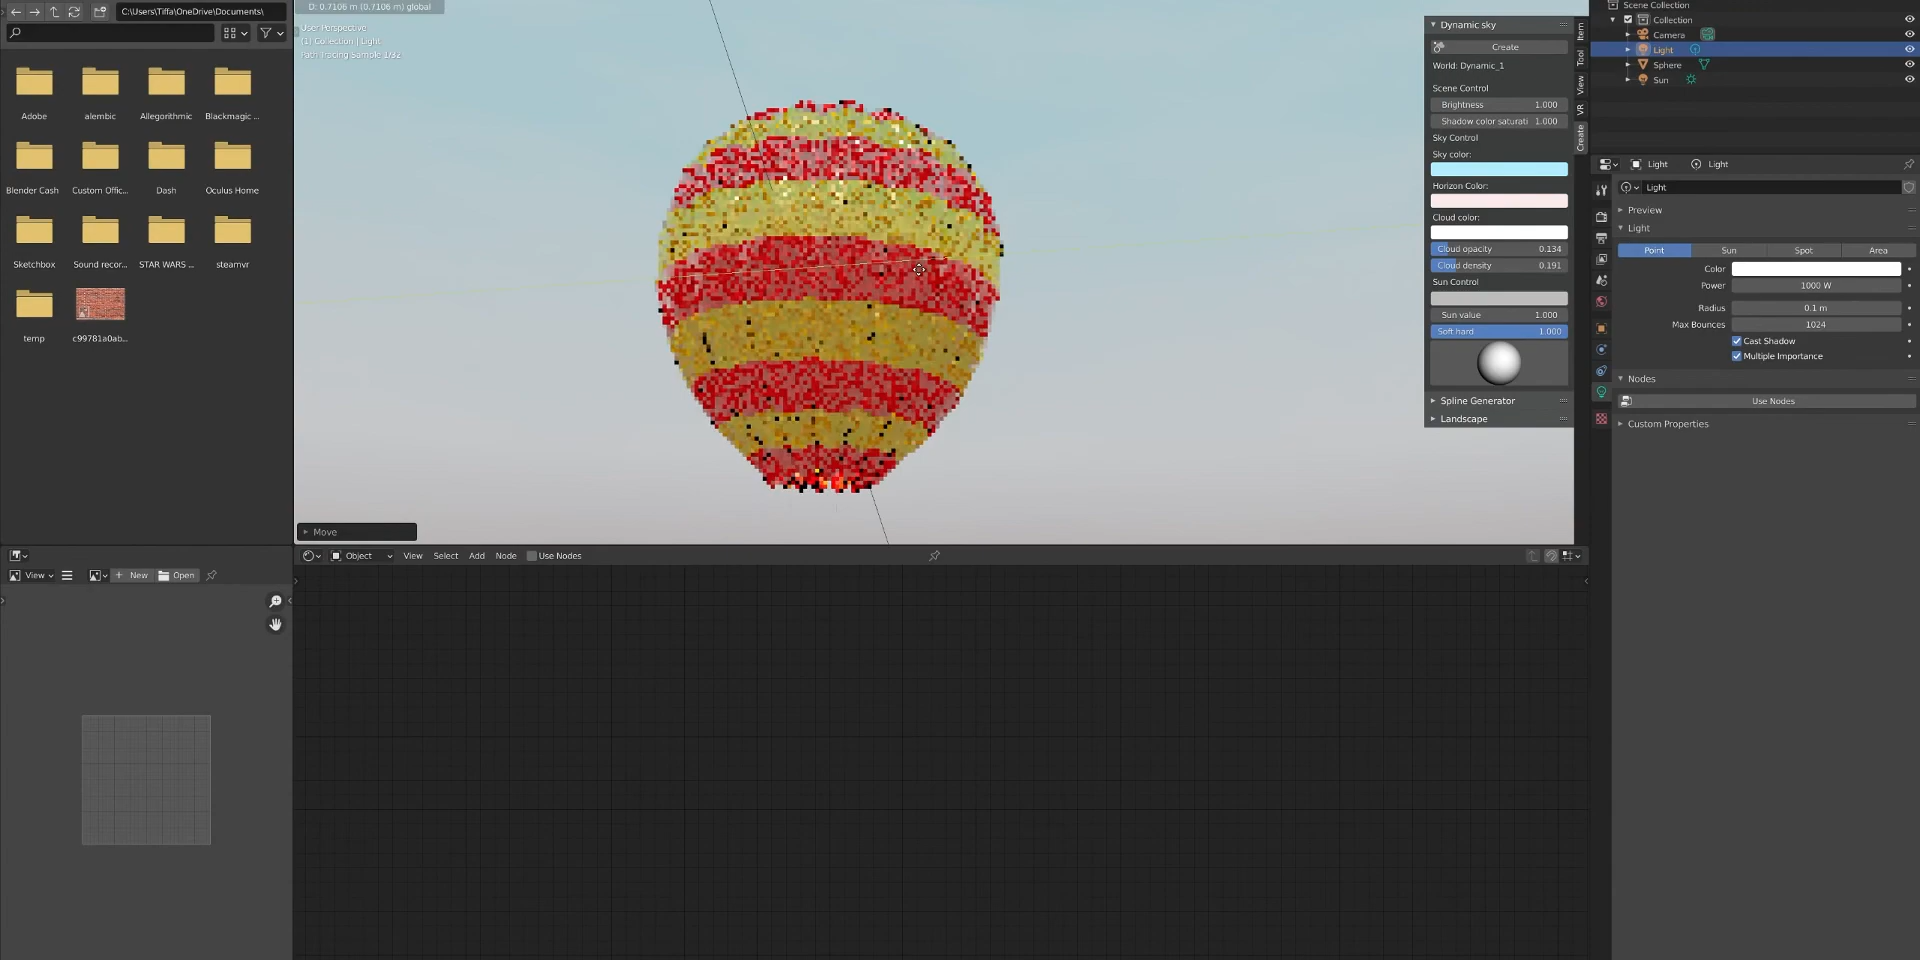 C:\Users\Tiffa\OneDrive\Documents\
Adobe
alembic
Allegorithmic
Blackmagic ...
Blender Cash
Custom Offic...
Dash
Oculus Home
Sketchbox
Sound recor...
STAR WARS ...
steamvr
temp
c99781a0ab...
D: 0.7106 m (0.7106 m) global
User Perspective
(1) Collection | Light
Path Tracing Sample 1/32
Move
Dynamic sky
Create
World: Dynamic_1
Scene Control
Brightness 1.000
Shadow color saturati 1.000
Sky Control
Sky color:
Horizon Color:
Cloud color:
Cloud opacity 0.134
Cloud density 0.191
Sun Control
Sun value 1.000
Soft hard 1.000
Spline Generator
Landscape
Item
Tool
View
VR
Create
Scene Collection
Collection
Camera
Light
Sphere
Sun
Light Light
Light
Preview
Light
Point Sun Spot Area
Color
Power 1000 W
Radius 0.1 m
Max Bounces 1024
Cast Shadow
Multiple Importance
Nodes
Use Nodes
Custom Properties
View New Open
Object View Select Add Node Use Nodes